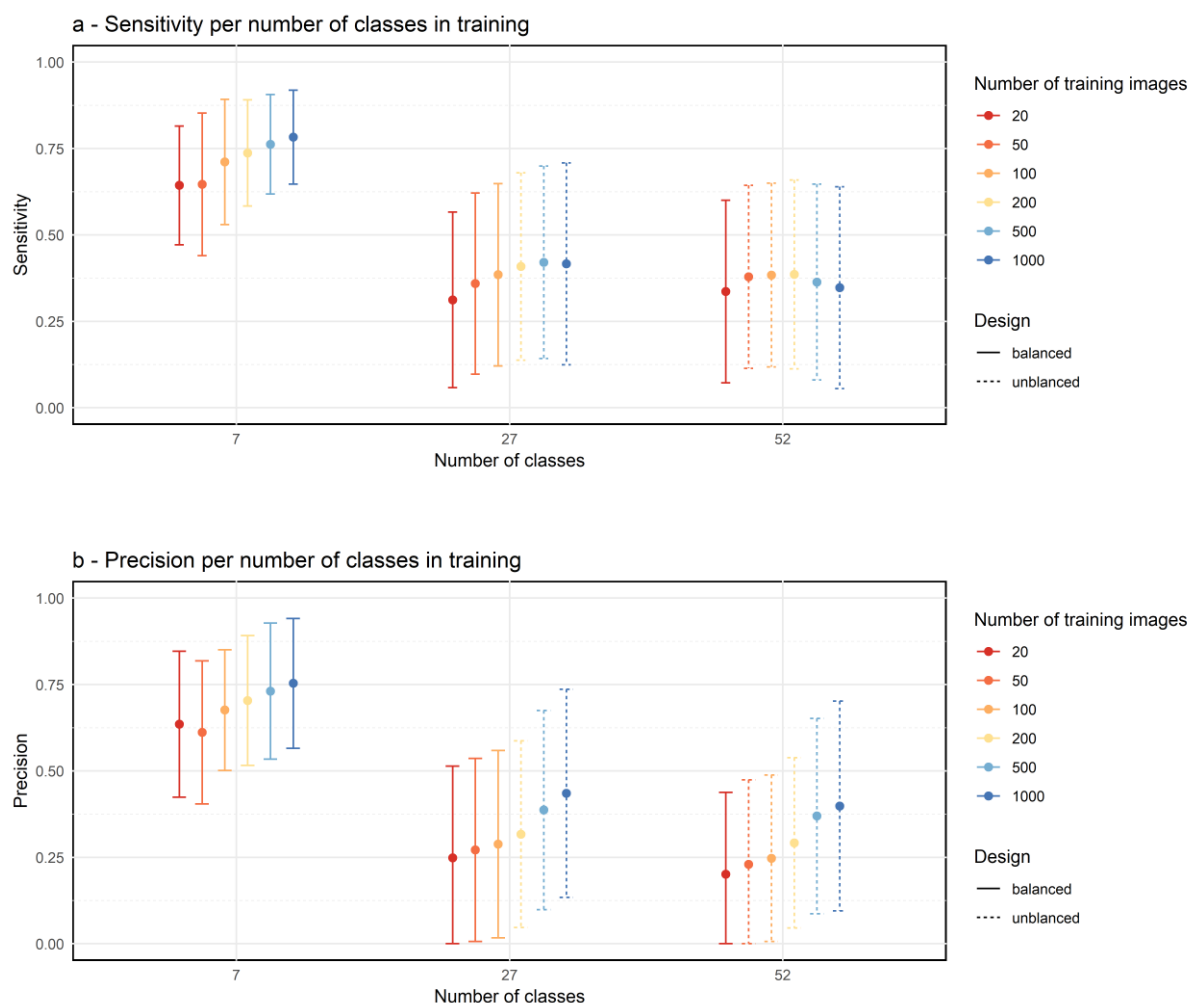 a - Sensitivity per number of classes in training
1.00
0.75
0.50
0.25
0.00
Sensitivity
7
27
52
Number of classes
Number of training images
20
50
100
200
500
1000
Design
balanced
unblanced
b - Precision per number of classes in training
1.00
0.75
0.50
0.25
0.00
Precision
7
27
52
Number of classes
Number of training images
20
50
100
200
500
1000
Design
balanced
unblanced